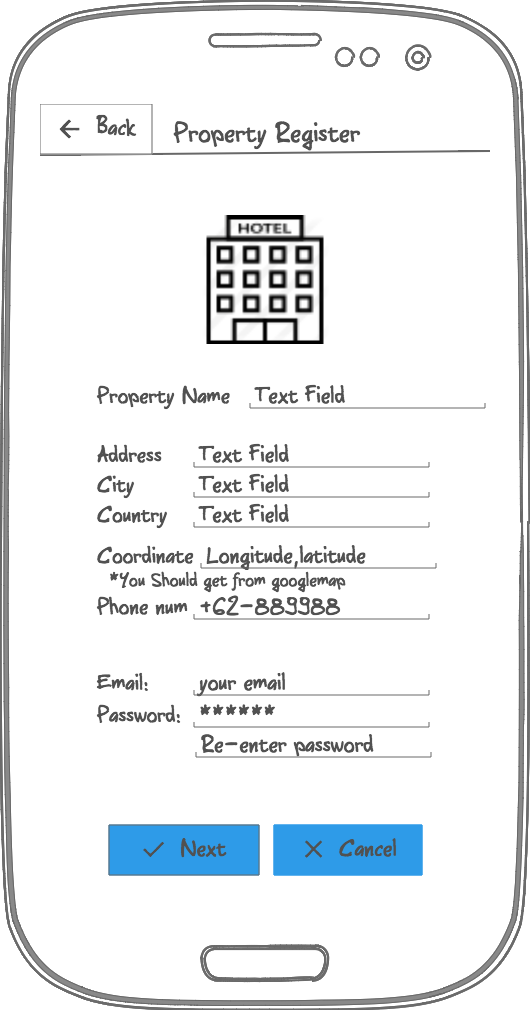 Back
Property Register
HOTEL
Property Name Text Field
Address Text Field
City Text Field
Country Text Field
Coordinate Longitude,latitude
*You Should get from googlemap
Phone num +62-889988
Email: your email
Password: ******
Re-enter password
Next
Cancel